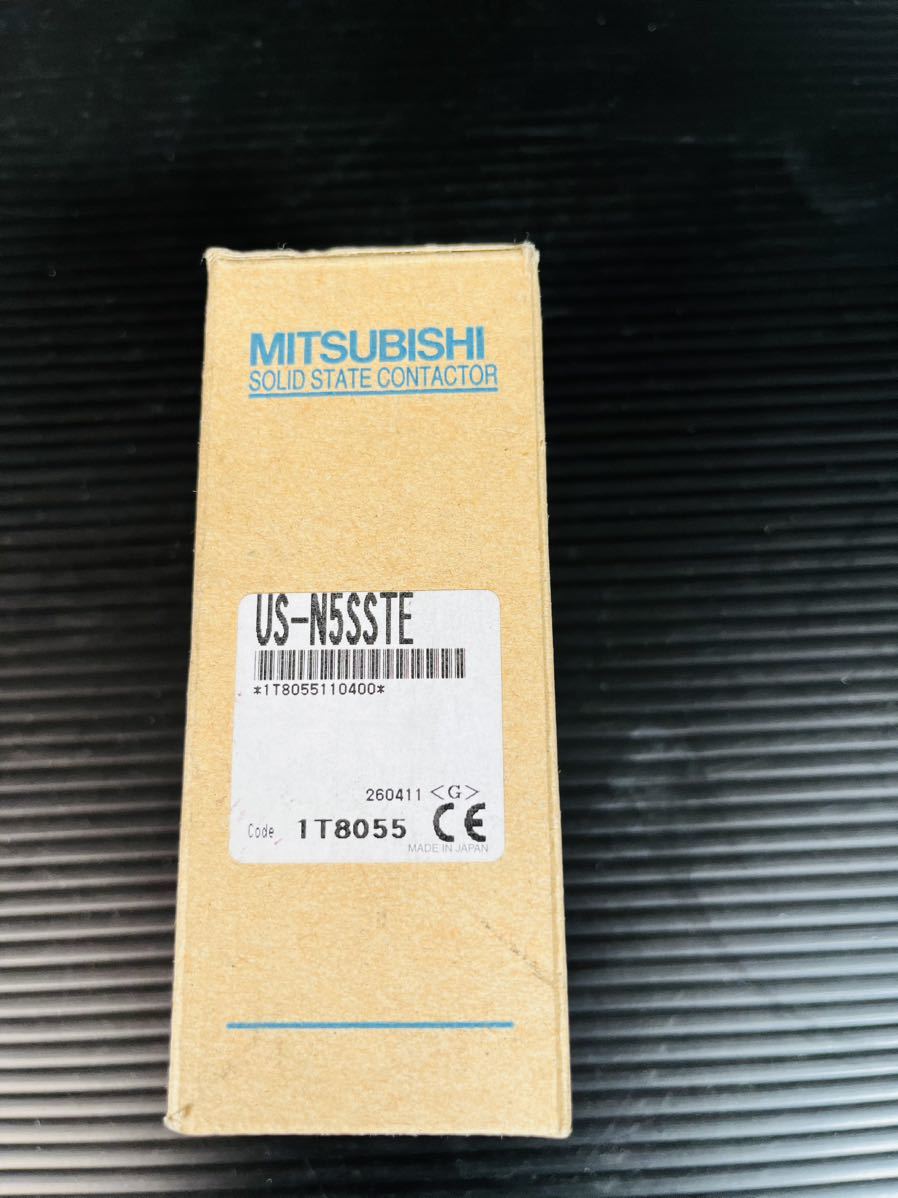 MITSUBISHI
SOLID STATE CONTACTOR
US-N5SSTE
*1T8055110400*
260411 <G>
Code 1T8055 CE
MADE IN JAPAN